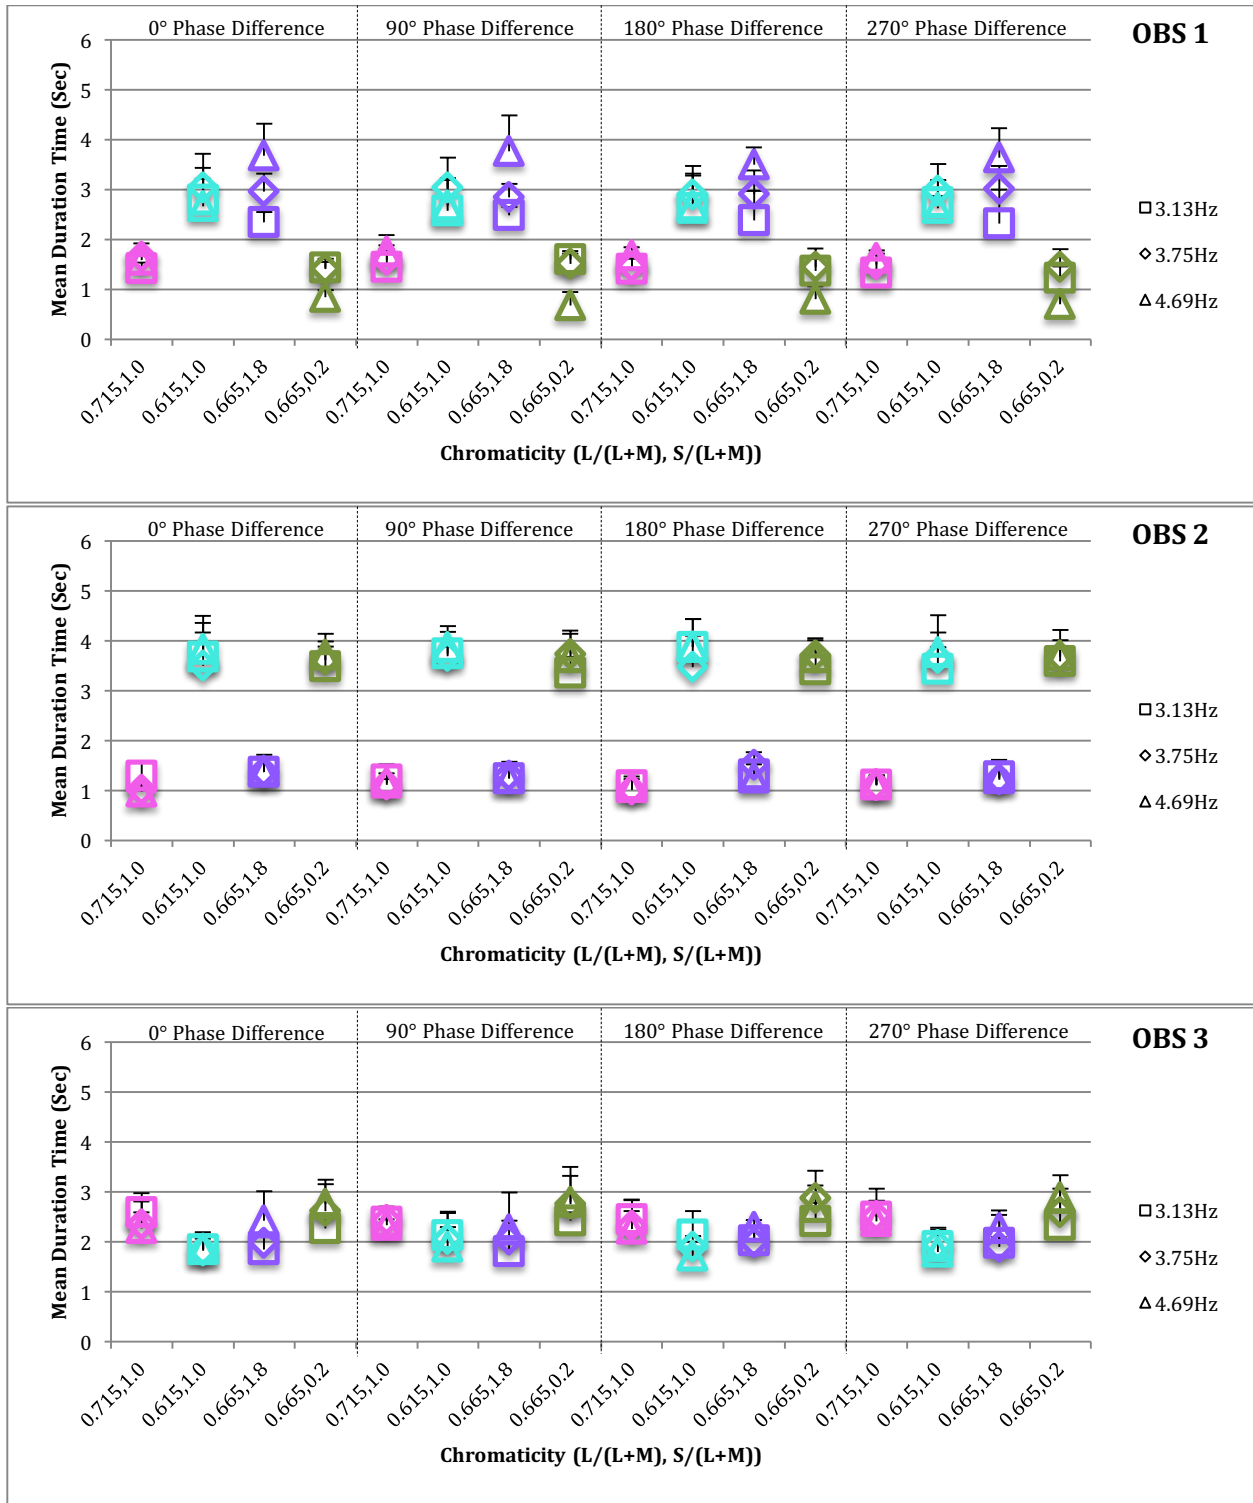 0° Phase Difference 90° Phase Difference 180° Phase Difference 270° Phase Difference OBS 1
Mean Duration Time (Sec)
6
5
4
3
2
1
0
3.13Hz
3.75Hz
4.69Hz
0.715,1.0 0.615,1.0 0.665,1.8 0.665,0.2 0.715,1.0 0.615,1.0 0.665,1.8 0.665,0.2 0.715,1.0 0.615,1.0 0.665,1.8 0.665,0.2 0.715,1.0 0.615,1.0 0.665,1.8 0.665,0.2
Chromaticity (L/(L+M), S/(L+M))
0° Phase Difference 90° Phase Difference 180° Phase Difference 270° Phase Difference OBS 2
Mean Duration Time (Sec)
6
5
4
3
2
1
0
3.13Hz
3.75Hz
4.69Hz
0.715,1.0 0.615,1.0 0.665,1.8 0.665,0.2 0.715,1.0 0.615,1.0 0.665,1.8 0.665,0.2 0.715,1.0 0.615,1.0 0.665,1.8 0.665,0.2 0.715,1.0 0.615,1.0 0.665,1.8 0.665,0.2
Chromaticity (L/(L+M), S/(L+M))
0° Phase Difference 90° Phase Difference 180° Phase Difference 270° Phase Difference OBS 3
Mean Duration Time (Sec)
6
5
4
3
2
1
0
3.13Hz
3.75Hz
4.69Hz
0.715,1.0 0.615,1.0 0.665,1.8 0.665,0.2 0.715,1.0 0.615,1.0 0.665,1.8 0.665,0.2 0.715,1.0 0.615,1.0 0.665,1.8 0.665,0.2 0.715,1.0 0.615,1.0 0.665,1.8 0.665,0.2
Chromaticity (L/(L+M), S/(L+M))